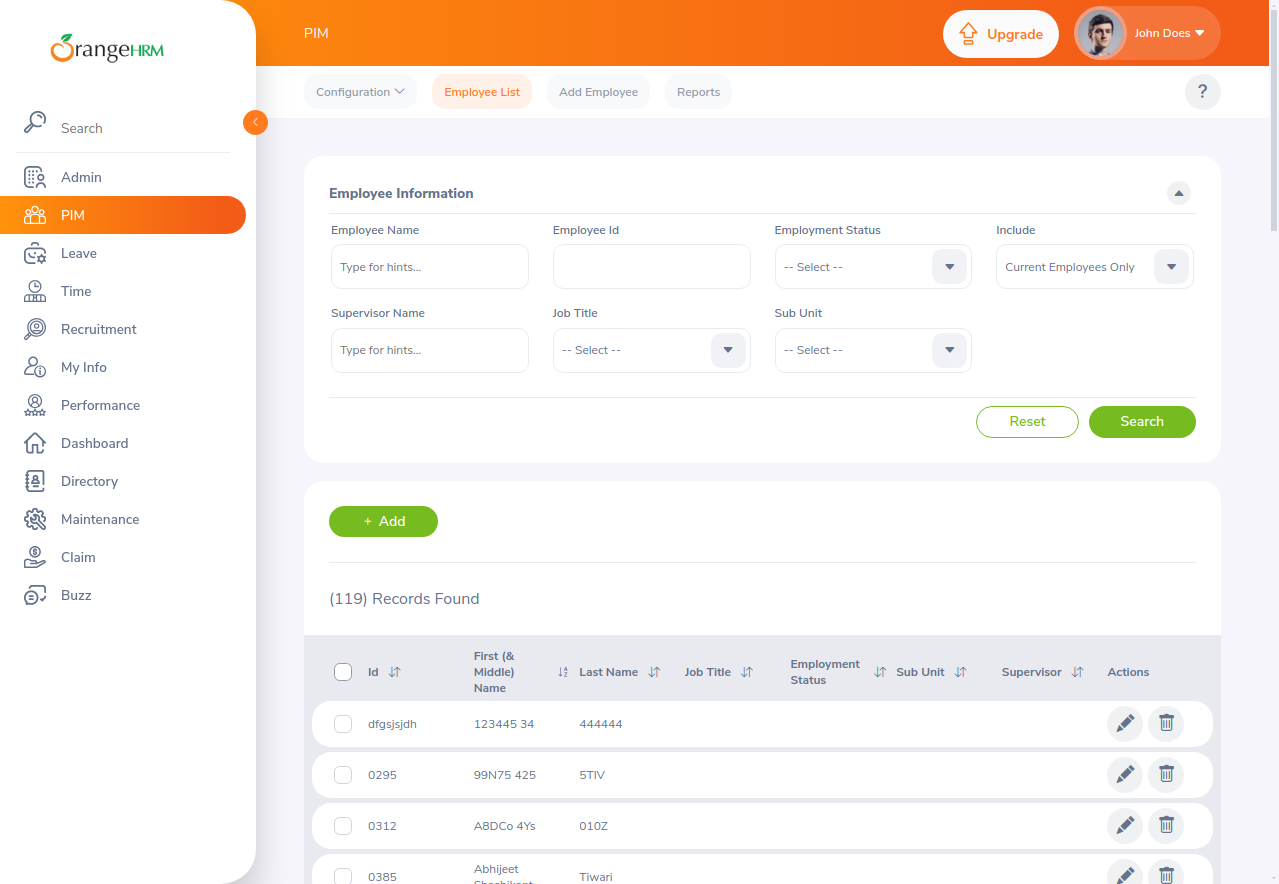 OrangeHRM
PIM
Upgrade
John Does
Configuration
Employee List
Add Employee
Reports
?
Search
Admin
PIM
Leave
Time
Recruitment
My Info
Performance
Dashboard
Directory
Maintenance
Claim
Buzz
Employee Information
Employee Name
Employee Id
Employment Status
Include
Type for hints...
-- Select --
Current Employees Only
Supervisor Name
Job Title
Sub Unit
Type for hints...
-- Select --
-- Select --
Reset
Search
+ Add
(119) Records Found
Id
First (& Middle) Name
Last Name
Job Title
Employment Status
Sub Unit
Supervisor
Actions
dfgsjsjdh 123445 34 444444
0295 99N75 425 5TIV
0312 A8DCo 4Ys 010Z
0385 Abhijeet Tiwari